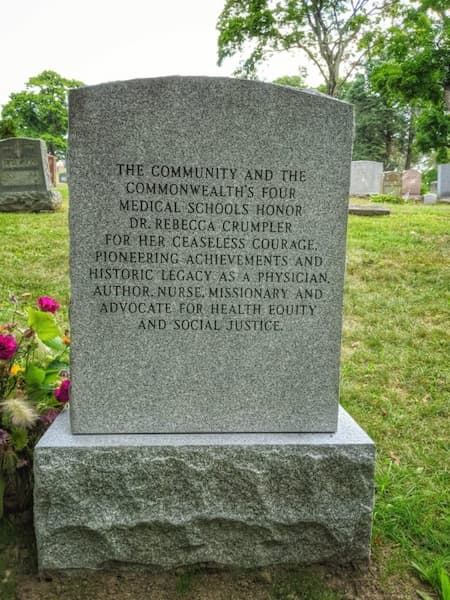 THE COMMUNITY AND THE
COMMONWEALTH'S FOUR
MEDICAL SCHOOLS HONOR
DR. REBECCA CRUMPLER
FOR HER CEASELESS COURAGE,
PIONEERING ACHIEVEMENTS AND
HISTORIC LEGACY AS A PHYSICIAN,
AUTHOR, NURSE, MISSIONARY AND
ADVOCATE FOR HEALTH EQUITY
AND SOCIAL JUSTICE.